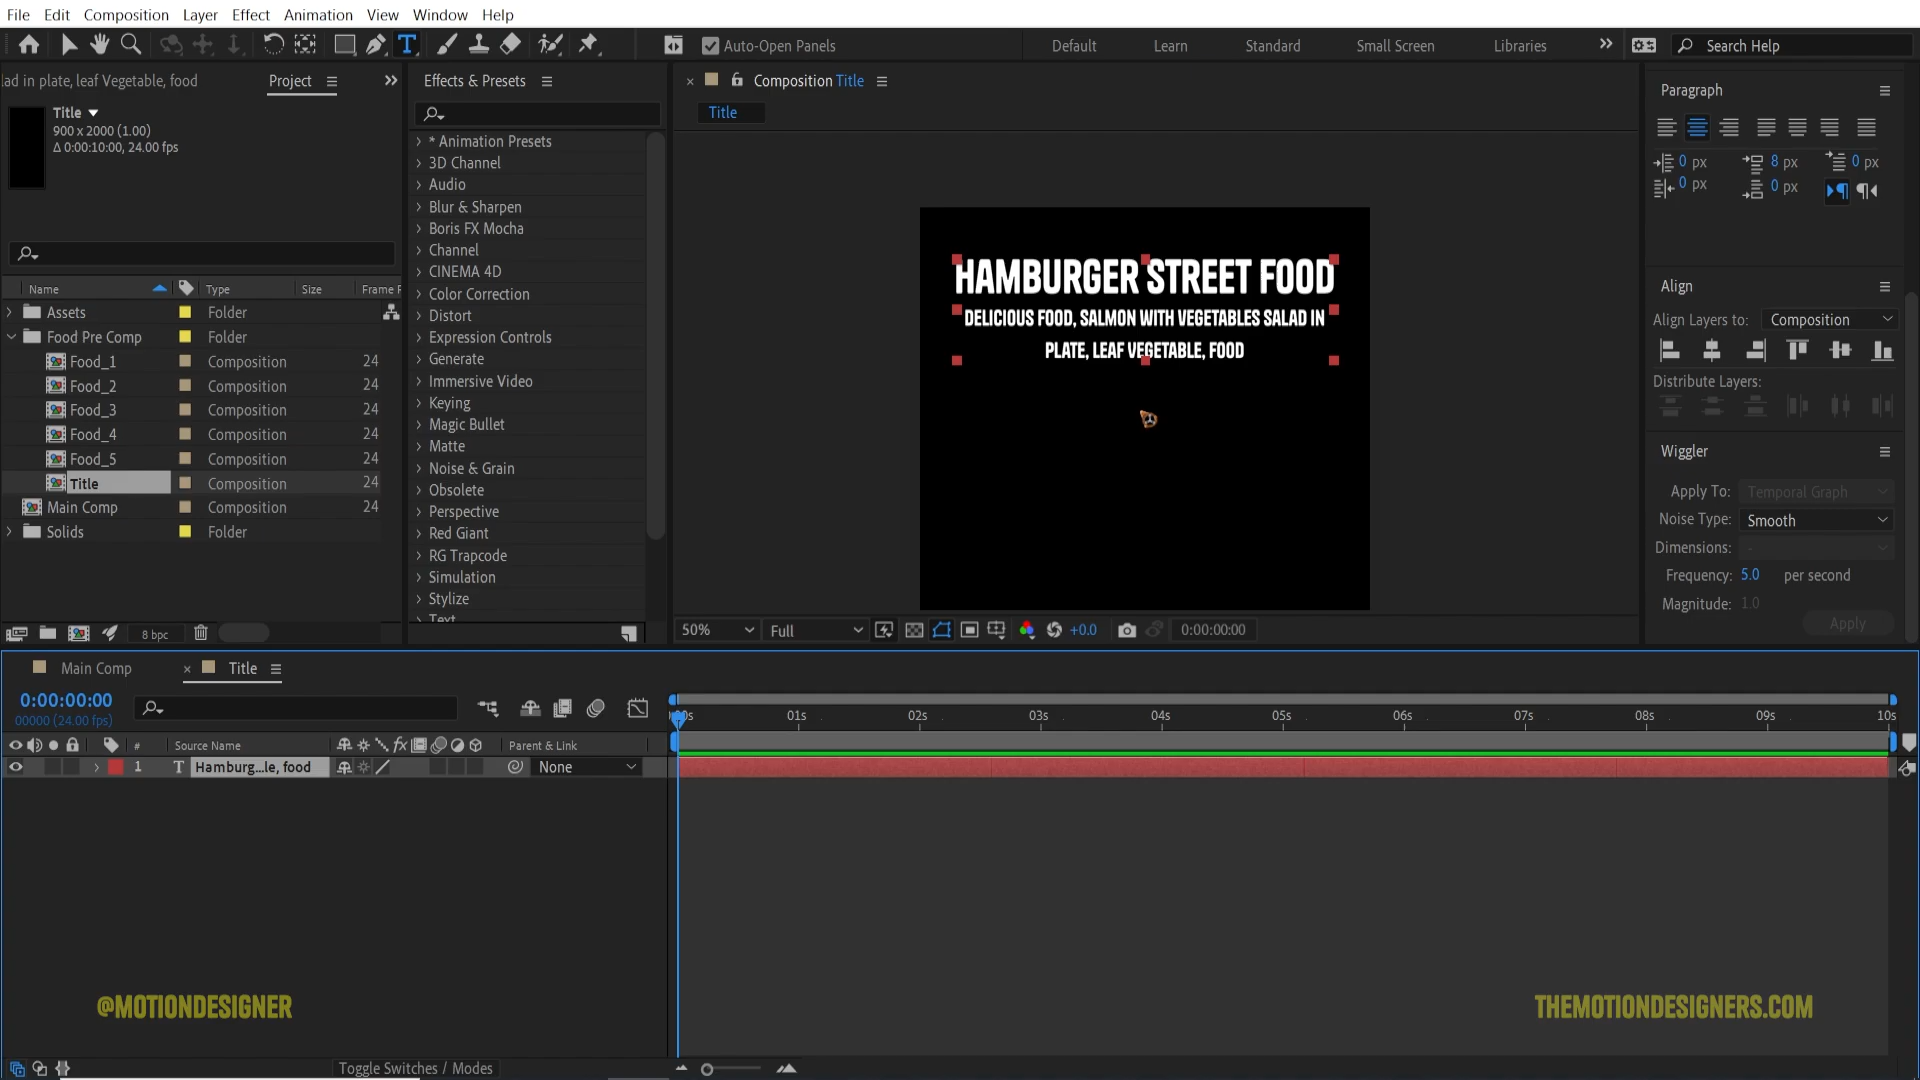 File Edit Composition Layer Effect Animation View Window Help
Auto-Open Panels Default Learn Standard Small Screen Libraries Search Help
lad in plate, leaf Vegetable, food Project
Title
900 x 2000 (1.00)
Δ 0:00:10:00, 24.00 fps
Name Type Size Frame F
Assets Folder
Food Pre Comp Folder
Food_1 Composition 24
Food_2 Composition 24
Food_3 Composition 24
Food_4 Composition 24
Food_5 Composition 24
Title Composition 24
Main Comp Composition 24
Solids Folder
8 bpc
Effects & Presets
* Animation Presets
3D Channel
Audio
Blur & Sharpen
Boris FX Mocha
Channel
CINEMA 4D
Color Correction
Distort
Expression Controls
Generate
Immersive Video
Keying
Magic Bullet
Matte
Noise & Grain
Obsolete
Perspective
Red Giant
RG Trapcode
Simulation
Stylize
Text
Composition Title
Title
HAMBURGER STREET FOOD
DELICIOUS FOOD, SALMON WITH VEGETABLES SALAD IN
PLATE, LEAF VEGETABLE, FOOD
50% Full +0.0 0:00:00:00
Paragraph
0 px 8 px 0 px
0 px 0 px
Align
Align Layers to: Composition
Distribute Layers:
Wiggler
Apply To: Temporal Graph
Noise Type: Smooth
Dimensions: -
Frequency: 5.0 per second
Magnitude: 1.0
Apply
Main Comp Title
0:00:00:00
00000 (24.00 fps)
01s 02s 03s 04s 05s 06s 07s 08s 09s 10s
# Source Name Parent & Link
1 T Hamburg...le, food None
@MOTIONDESIGNER
THEMOTIONDESIGNERS.COM
Toggle Switches / Modes